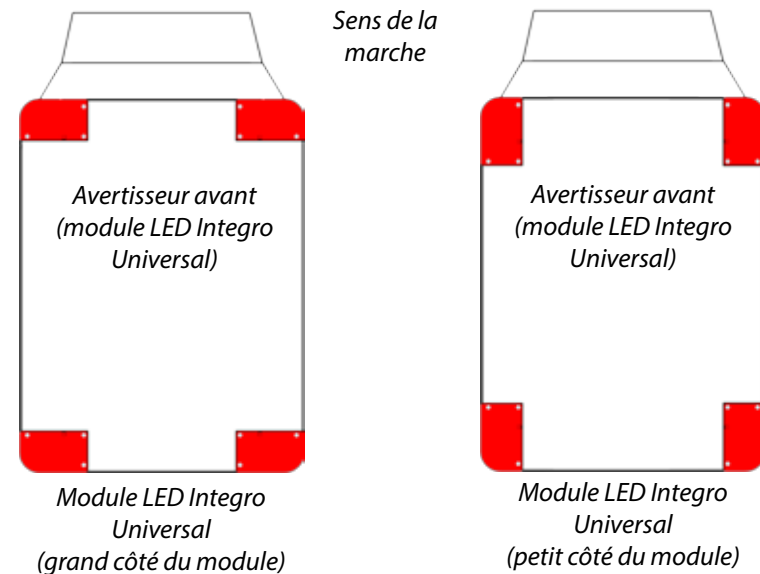 Sens de la
marche
Avertisseur avant
(module LED Integro
Universal)
Avertisseur avant
(module LED Integro
Universal)
Module LED Integro
Universal
(grand côté du module)
Module LED Integro
Universal
(petit côté du module)